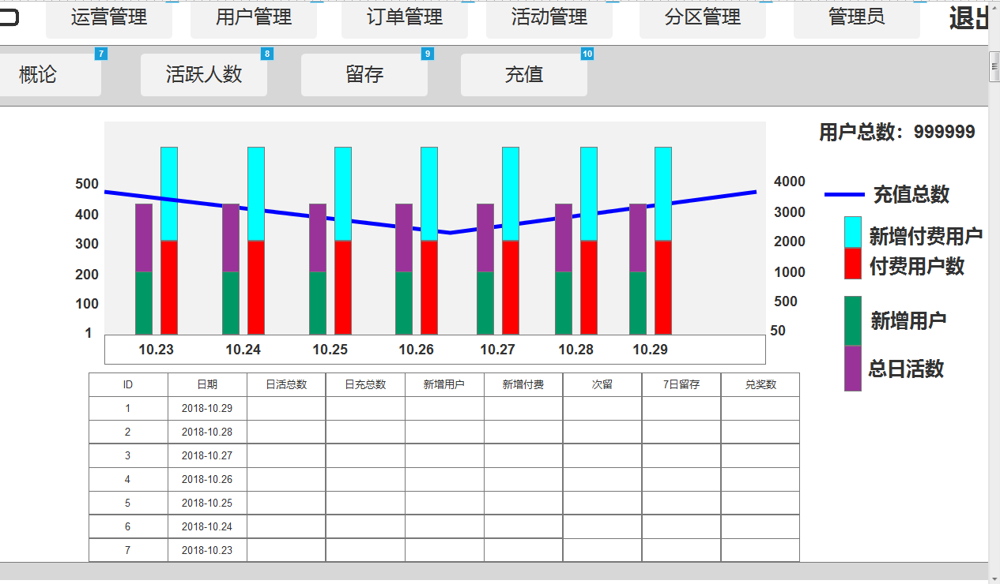 运营管理 用户管理 订单管理 活动管理 分区管理 管理员 退出
7 8 9 10
概论 活跃人数 留存 充值
用户总数：999999
500 4000 充值总数
400 3000
300 2000 新增付费用户
200 1000 付费用户数
100 500 新增用户
1 50
10.23 10.24 10.25 10.26 10.27 10.28 10.29
总日活数
ID 日期 日活总数 日充总数 新增用户 新增付费 次留 7日留存 兑奖数
1 2018-10.29
2 2018-10.28
3 2018-10.27
4 2018-10.26
5 2018-10.25
6 2018-10.24
7 2018-10.23